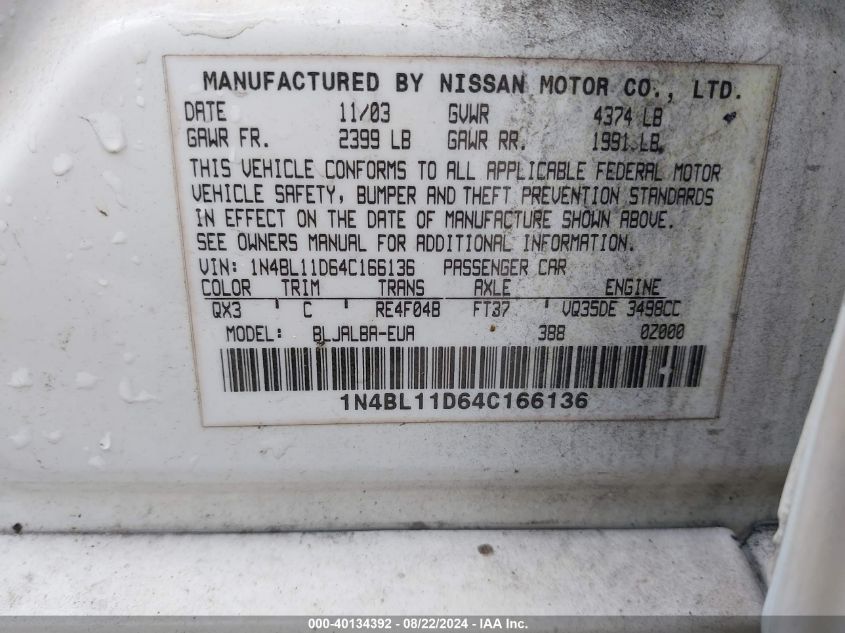 MANUFACTURED BY NISSAN MOTOR CO., LTD.
DATE 11/03 GVWR 4374 LB
GAWR FR. 2399 LB GAWR RR. 1991 LB
THIS VEHICLE CONFORMS TO ALL APPLICABLE FEDERAL MOTOR
VEHICLE SAFETY, BUMPER AND THEFT PREVENTION STANDARDS
IN EFFECT ON THE DATE OF MANUFACTURE SHOWN ABOVE.
SEE OWNERS MANUAL FOR ADDITIONAL INFORMATION.
VIN: 1N4BL11D64C166136 PASSENGER CAR
COLOR TRIM TRANS AXLE ENGINE
QX3 C RE4F04B FT37 VQ35DE 3498CC
MODEL: BLJALBA-EUA 388 0Z000
1N4BL11D64C166136
000-40134392 - 08/22/2024 - IAA Inc.